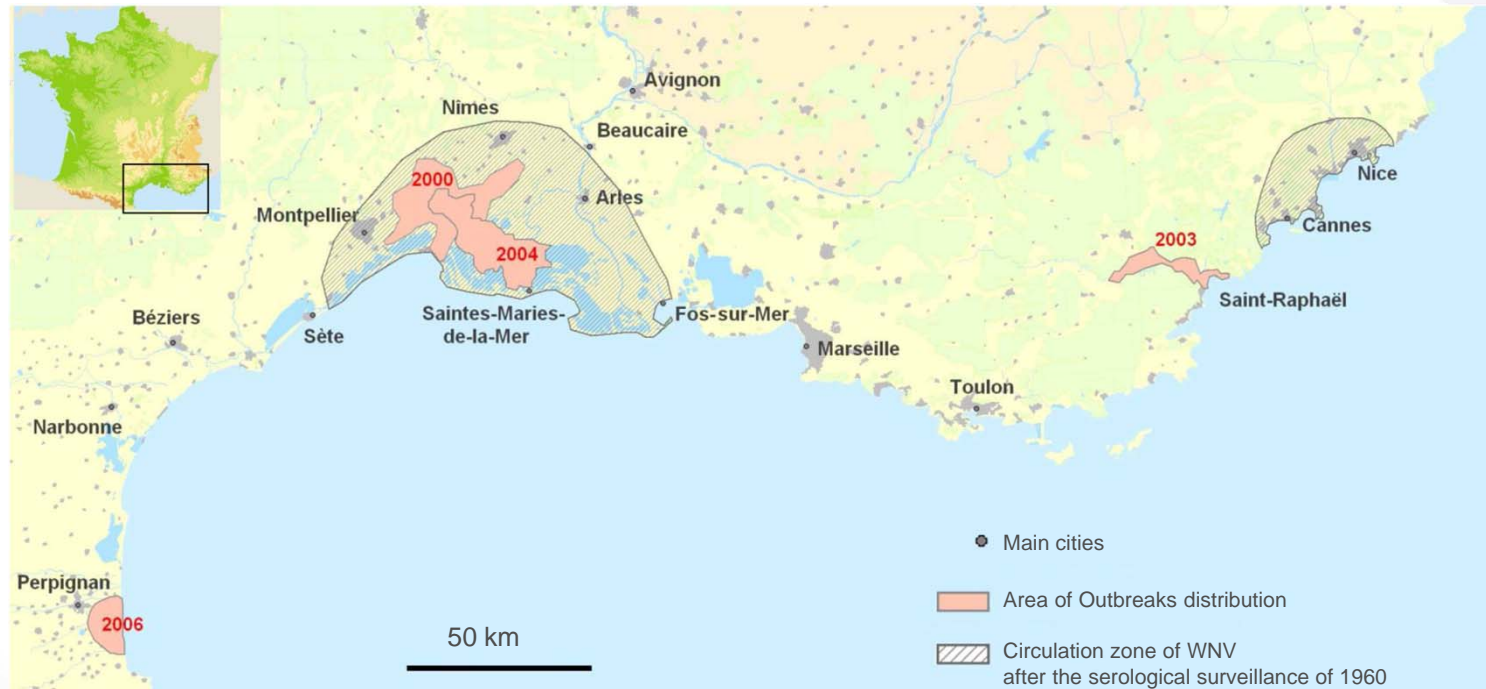 Avignon
Nîmes
Beaucaire
2000
Arles
Montpellier
Nice
Cannes
2003
2004
Saint-Raphaël
Saintes-Maries-
de-la-Mer
Fos-sur-Mer
Béziers
Sète
Marseille
Toulon
Narbonne
Main cities
Perpignan
Area of Outbreaks distribution
2006
50 km
Circulation zone of WNV
after the serological surveillance of 1960